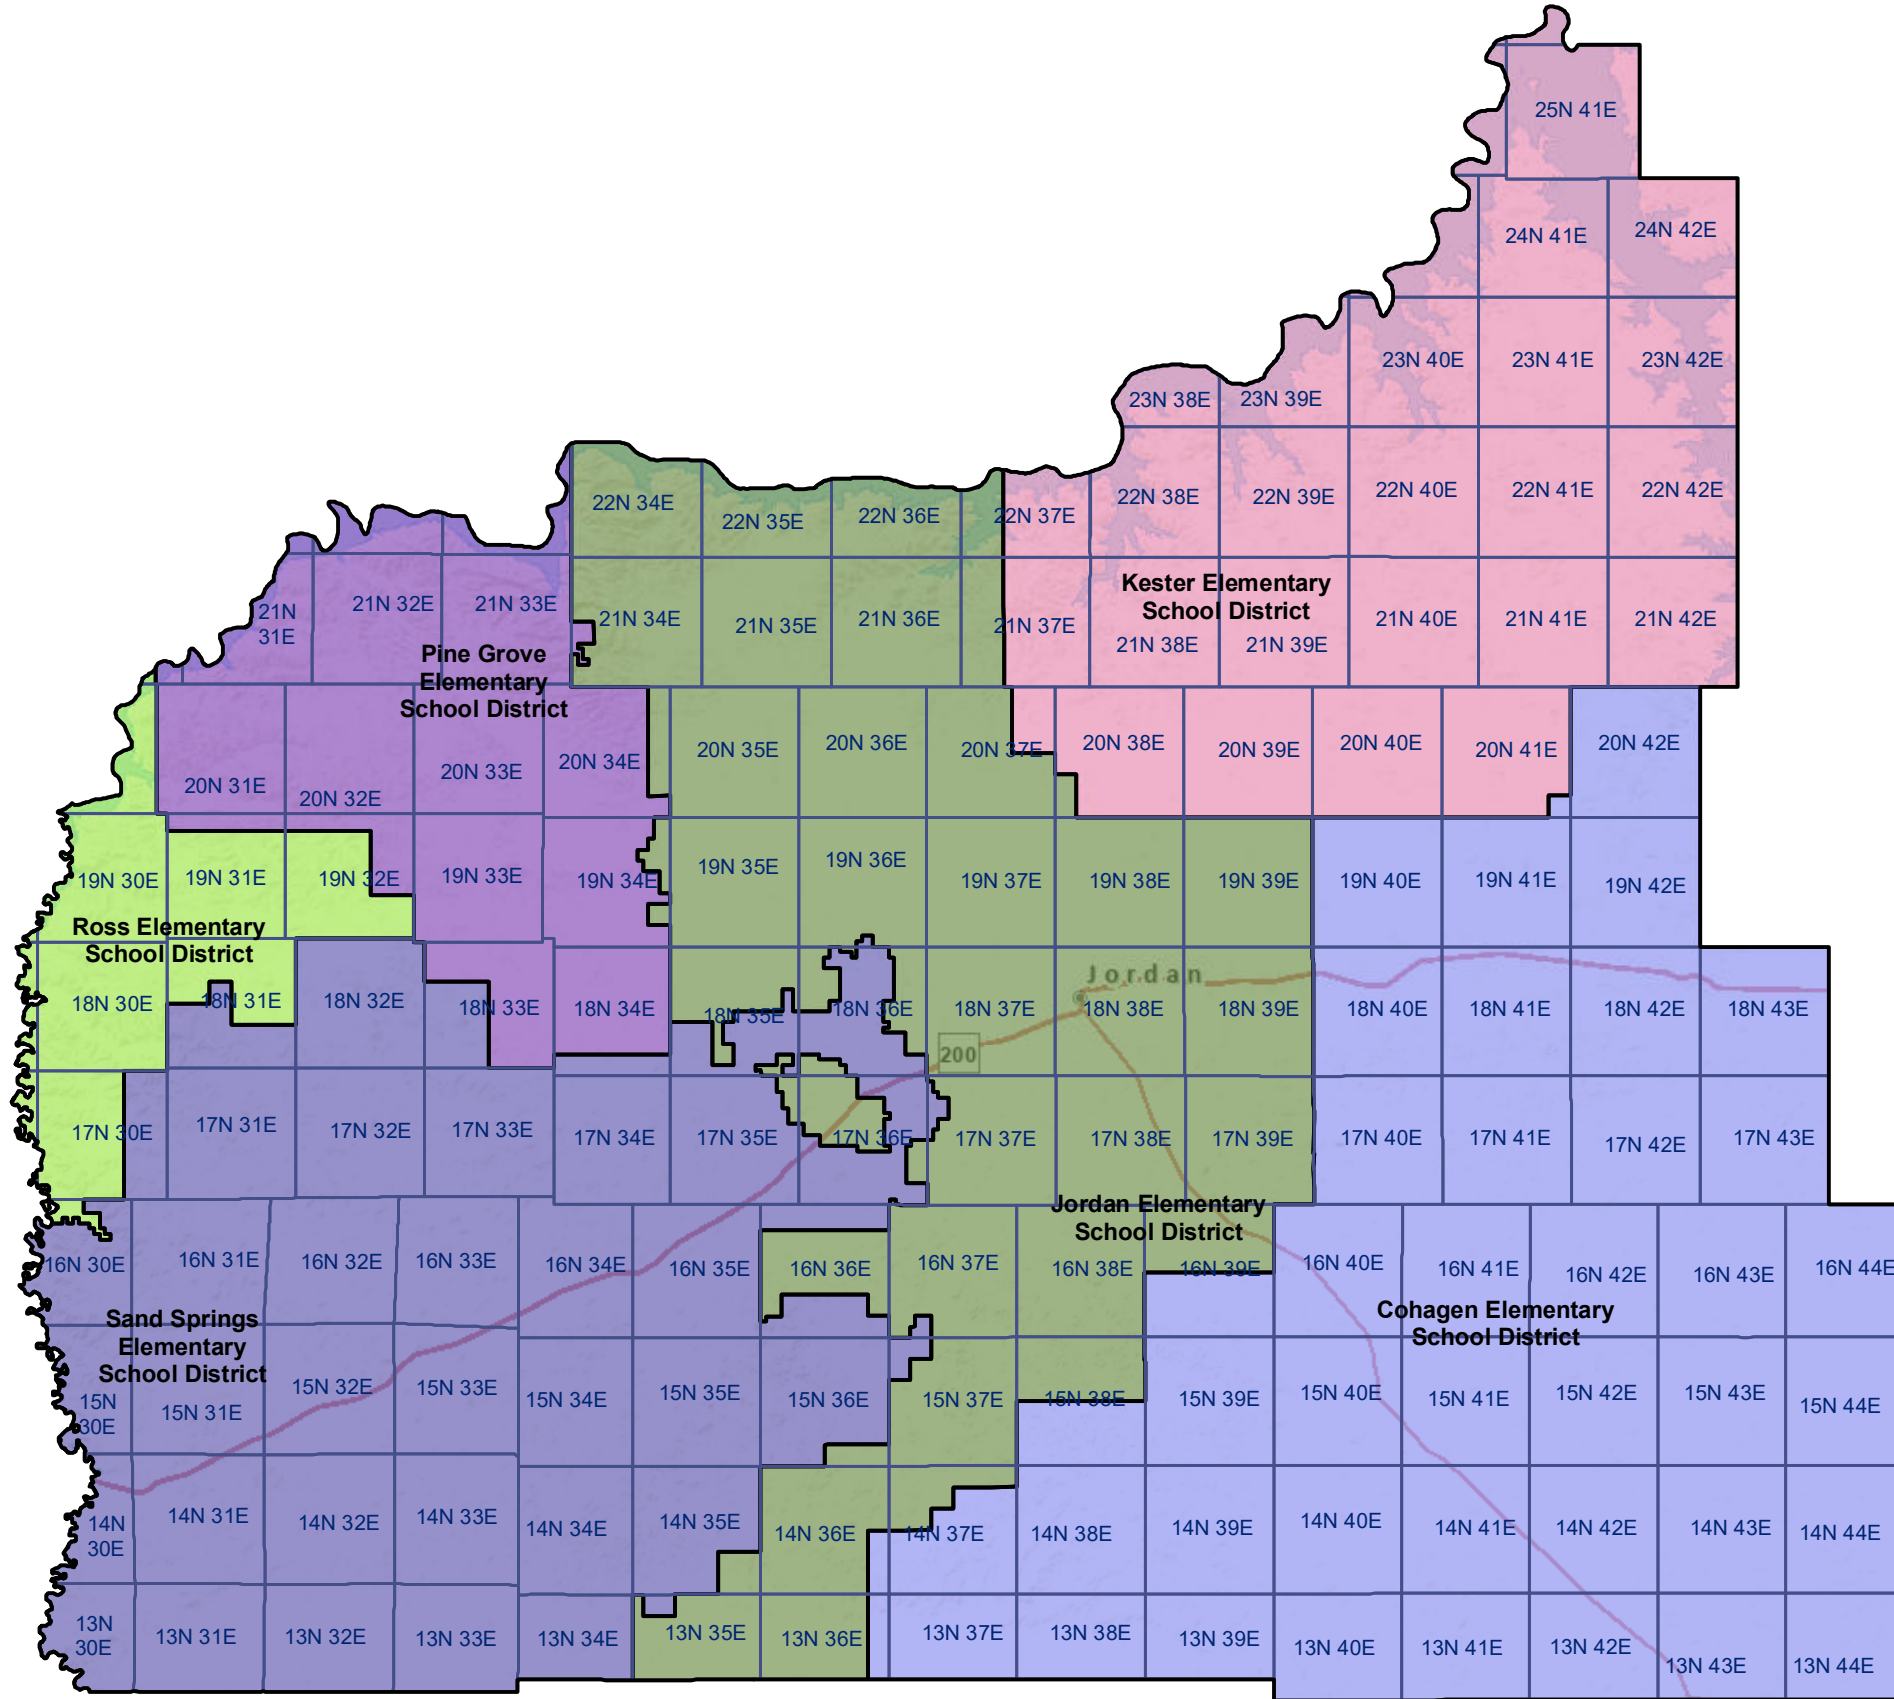 25N 41E
24N 41E
24N 42E
23N 40E
23N 41E
23N 42E
23N 38E
23N 39E
22N 34E
22N 35E
22N 36E
22N 37E
22N 38E
22N 39E
22N 40E
22N 41E
22N 42E
Kester Elementary
School District
21N
31E
21N 32E
21N 33E
21N 34E
21N 35E
21N 36E
21N 37E
21N 38E
21N 39E
21N 40E
21N 41E
21N 42E
Pine Grove
Elementary
School District
20N 31E
20N 32E
20N 33E
20N 34E
20N 35E
20N 36E
20N 37E
20N 38E
20N 39E
20N 40E
20N 41E
20N 42E
19N 30E
19N 31E
19N 32E
19N 33E
19N 34E
19N 35E
19N 36E
19N 37E
19N 38E
19N 39E
19N 40E
19N 41E
19N 42E
Ross Elementary
School District
Jordan
18N 30E
18N 31E
18N 32E
18N 33E
18N 34E
18N 35E
18N 36E
18N 37E
18N 38E
18N 39E
18N 40E
18N 41E
18N 42E
18N 43E
200
17N 30E
17N 31E
17N 32E
17N 33E
17N 34E
17N 35E
17N 36E
17N 37E
17N 38E
17N 39E
17N 40E
17N 41E
17N 42E
17N 43E
Jordan Elementary
School District
16N 30E
16N 31E
16N 32E
16N 33E
16N 34E
16N 35E
16N 36E
16N 37E
16N 38E
16N 39E
16N 40E
16N 41E
16N 42E
16N 43E
16N 44E
Sand Springs
Elementary
School District
Cohagen Elementary
School District
15N
30E
15N 31E
15N 32E
15N 33E
15N 34E
15N 35E
15N 36E
15N 37E
15N 38E
15N 39E
15N 40E
15N 41E
15N 42E
15N 43E
15N 44E
14N
30E
14N 31E
14N 32E
14N 33E
14N 34E
14N 35E
14N 36E
14N 37E
14N 38E
14N 39E
14N 40E
14N 41E
14N 42E
14N 43E
14N 44E
13N
30E
13N 31E
13N 32E
13N 33E
13N 34E
13N 35E
13N 36E
13N 37E
13N 38E
13N 39E
13N 40E
13N 41E
13N 42E
13N 43E
13N 44E